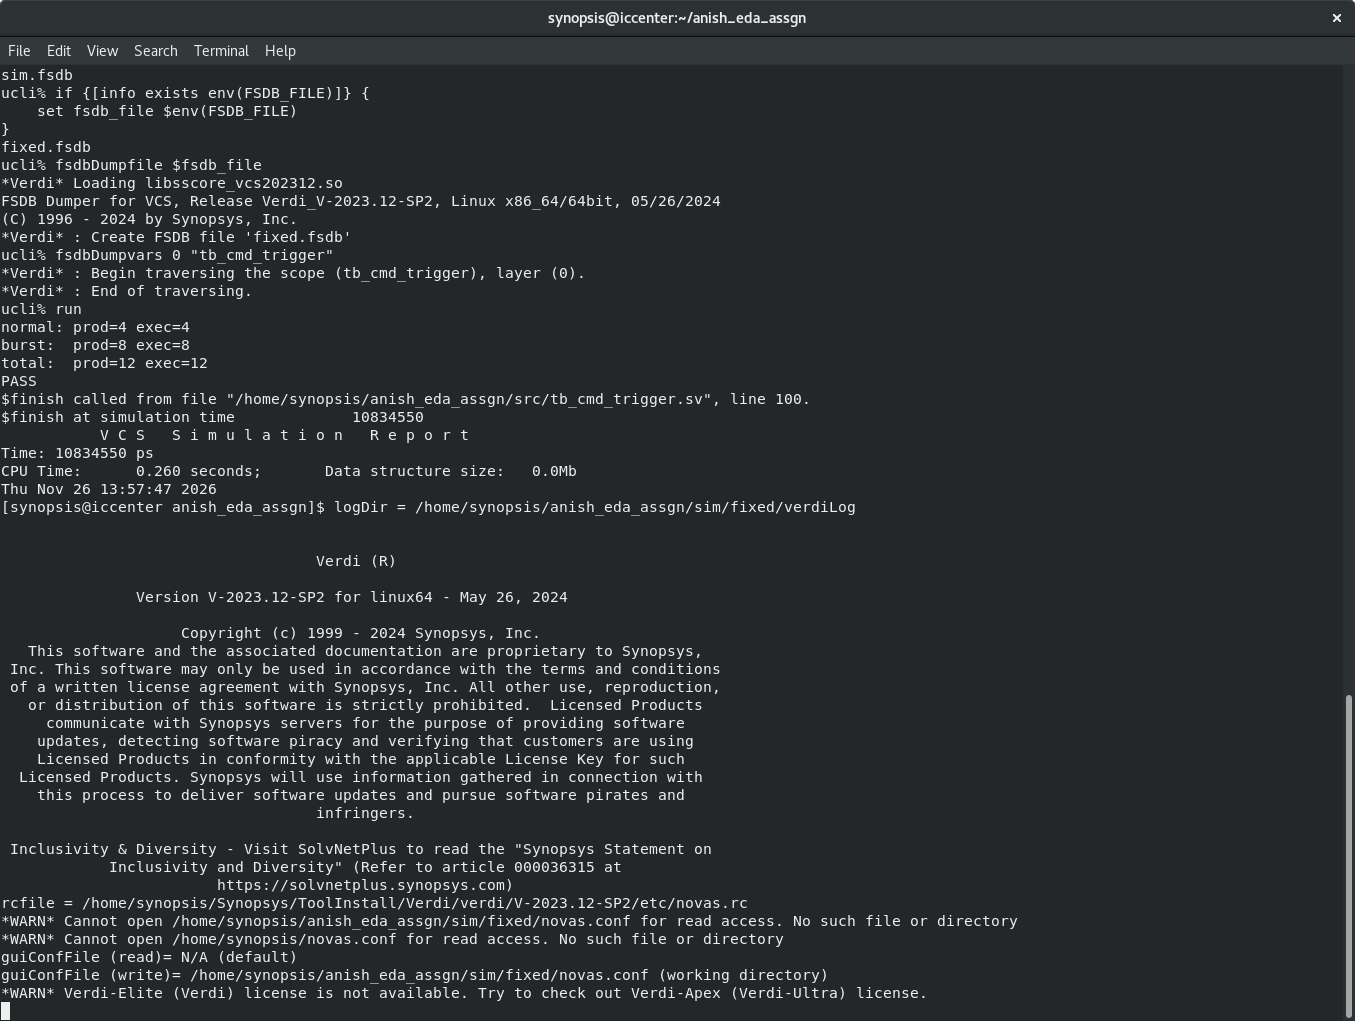 synopsis@iccenter:~/anish_eda_assgn
File Edit View Search Terminal Help
sim.fsdb
ucli% if {[info exists env(FSDB_FILE)]} {
    set fsdb_file $env(FSDB_FILE)
}
fixed.fsdb
ucli% fsdbDumpfile $fsdb_file
*Verdi* Loading libsscore_vcs202312.so
FSDB Dumper for VCS, Release Verdi_V-2023.12-SP2, Linux x86_64/64bit, 05/26/2024
(C) 1996 - 2024 by Synopsys, Inc.
*Verdi* : Create FSDB file 'fixed.fsdb'
ucli% fsdbDumpvars 0 "tb_cmd_trigger"
*Verdi* : Begin traversing the scope (tb_cmd_trigger), layer (0).
*Verdi* : End of traversing.
ucli% run
normal: prod=4 exec=4
burst:  prod=8 exec=8
total:  prod=12 exec=12
PASS
$finish called from file "/home/synopsis/anish_eda_assgn/src/tb_cmd_trigger.sv", line 100.
$finish at simulation time             10834550
           V C S   S i m u l a t i o n   R e p o r t
Time: 10834550 ps
CPU Time:      0.260 seconds;       Data structure size:   0.0Mb
Thu Nov 26 13:57:47 2026
[synopsis@iccenter anish_eda_assgn]$ logDir = /home/synopsis/anish_eda_assgn/sim/fixed/verdiLog
Verdi (R)
Version V-2023.12-SP2 for linux64 - May 26, 2024
Copyright (c) 1999 - 2024 Synopsys, Inc.
This software and the associated documentation are proprietary to Synopsys,
Inc. This software may only be used in accordance with the terms and conditions
of a written license agreement with Synopsys, Inc. All other use, reproduction,
or distribution of this software is strictly prohibited.  Licensed Products
communicate with Synopsys servers for the purpose of providing software
updates, detecting software piracy and verifying that customers are using
Licensed Products in conformity with the applicable License Key for such
Licensed Products. Synopsys will use information gathered in connection with
this process to deliver software updates and pursue software pirates and
infringers.
Inclusivity & Diversity - Visit SolvNetPlus to read the "Synopsys Statement on
Inclusivity and Diversity" (Refer to article 000036315 at
https://solvnetplus.synopsys.com)
rcfile = /home/synopsis/Synopsys/ToolInstall/Verdi/verdi/V-2023.12-SP2/etc/novas.rc
*WARN* Cannot open /home/synopsis/anish_eda_assgn/sim/fixed/novas.conf for read access. No such file or directory
*WARN* Cannot open /home/synopsis/novas.conf for read access. No such file or directory
guiConfFile (read)= N/A (default)
guiConfFile (write)= /home/synopsis/anish_eda_assgn/sim/fixed/novas.conf (working directory)
*WARN* Verdi-Elite (Verdi) license is not available. Try to check out Verdi-Apex (Verdi-Ultra) license.